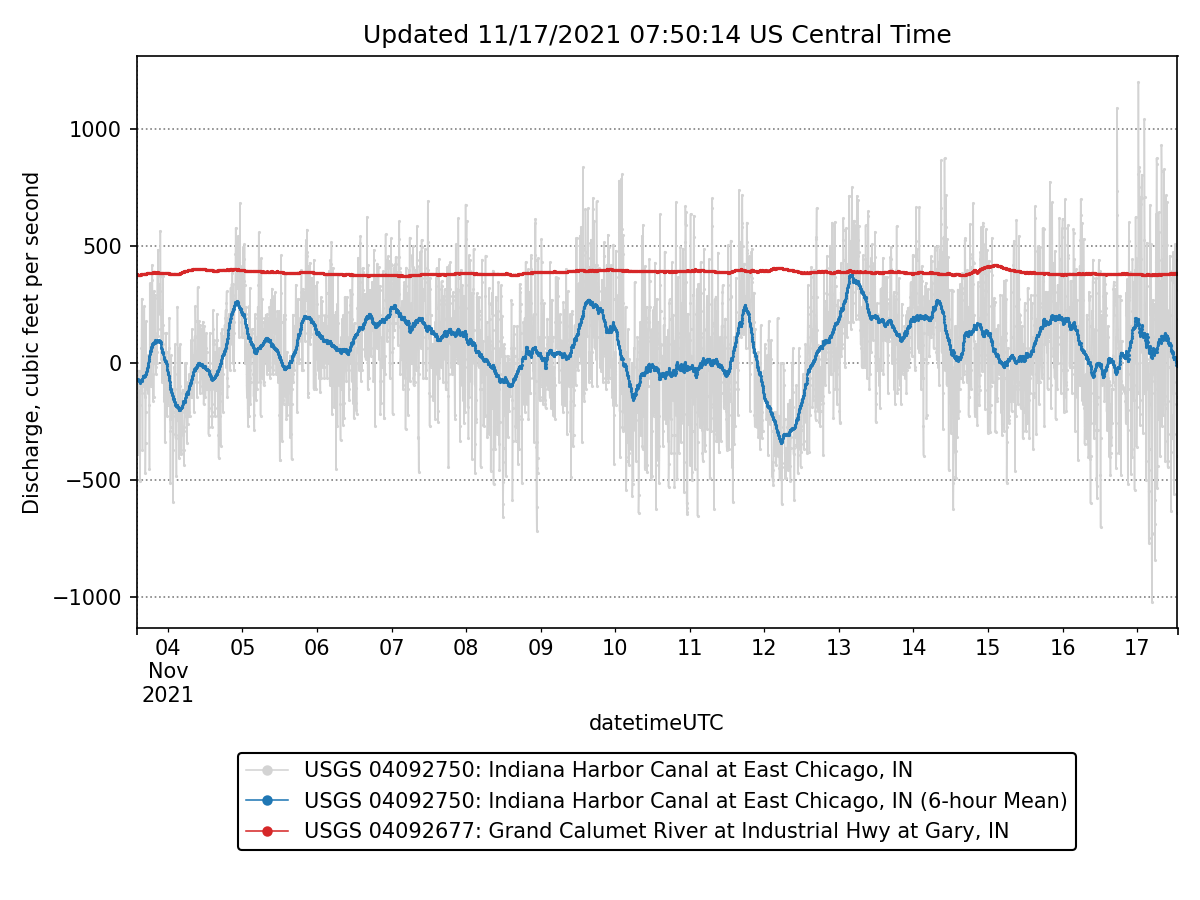 Updated 11/17/2021 07:50:14 US Central Time
Discharge, cubic feet per second
1000
500
0
−500
−1000
04 05 06 07 08 09 10 11 12 13 14 15 16 17
Nov
2021
datetimeUTC
USGS 04092750: Indiana Harbor Canal at East Chicago, IN
USGS 04092750: Indiana Harbor Canal at East Chicago, IN (6-hour Mean)
USGS 04092677: Grand Calumet River at Industrial Hwy at Gary, IN